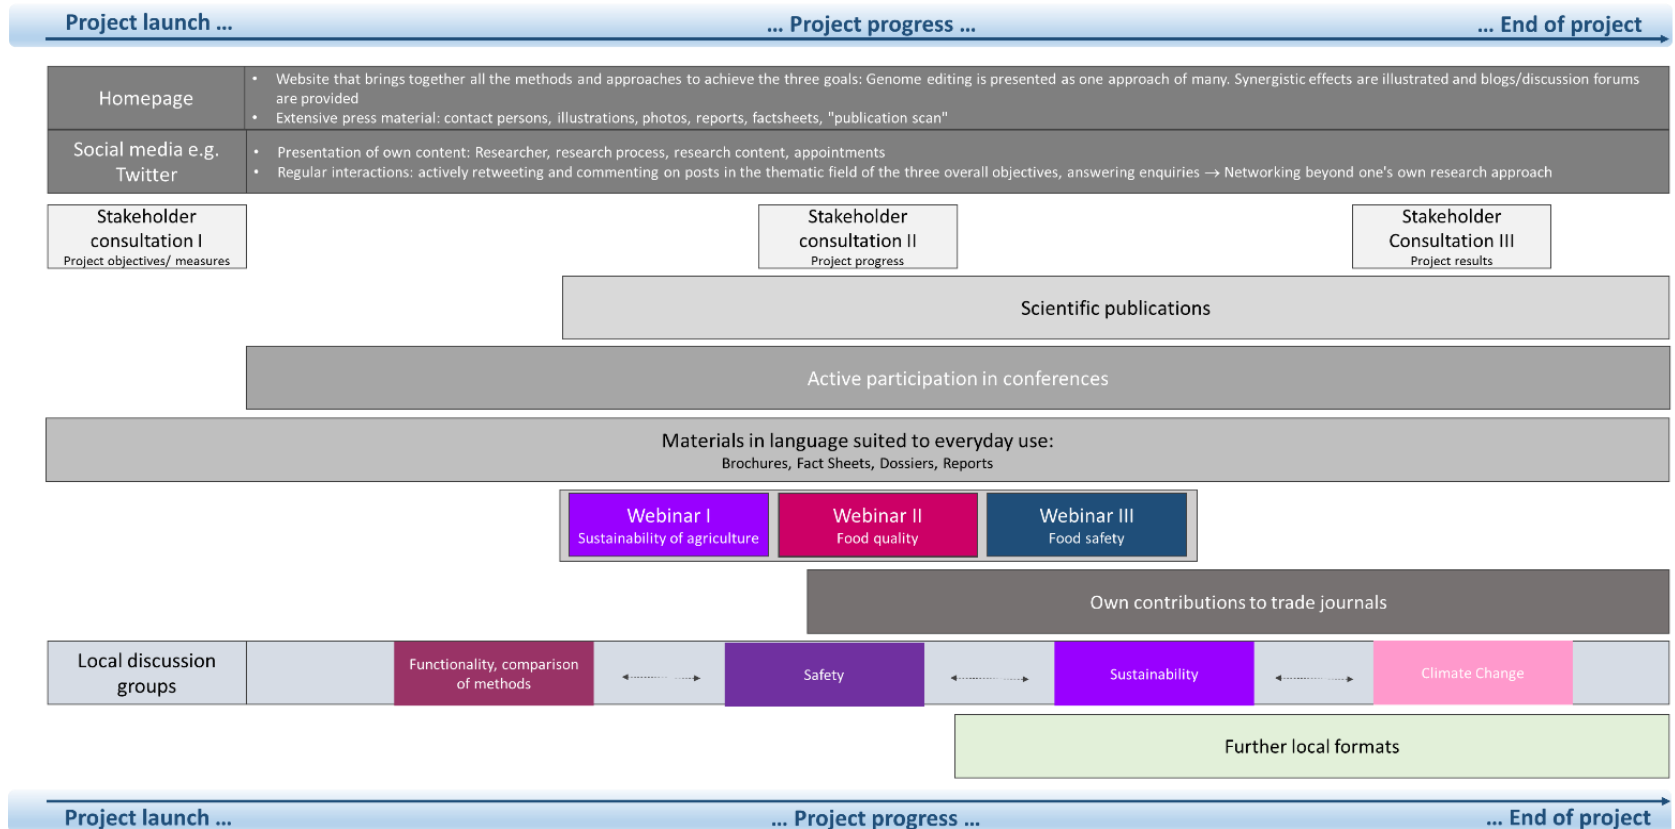 Project launch ...
... Project progress ...
... End of project
Homepage
• Website that brings together all the methods and approaches to achieve the three goals: Genome editing is presented as one approach of many. Synergistic effects are illustrated and blogs/discussion forums
are provided
• Extensive press material: contact persons, illustrations, photos, reports, factsheets, "publication scan"
Social media e.g.
Twitter
• Presentation of own content: Researcher, research process, research content, appointments
• Regular interactions: actively retweeting and commenting on posts in the thematic field of the three overall objectives, answering enquiries → Networking beyond one's own research approach
Stakeholder
consultation I
Project objectives/ measures
Stakeholder
consultation II
Project progress
Stakeholder
Consultation III
Project results
Scientific publications
Active participation in conferences
Materials in language suited to everyday use:
Brochures, Fact Sheets, Dossiers, Reports
Webinar I
Sustainability of agriculture
Webinar II
Food quality
Webinar III
Food safety
Own contributions to trade journals
Local discussion
groups
Functionality, comparison
of methods
Safety
Sustainability
Climate Change
Further local formats
Project launch ...
... Project progress ...
... End of project